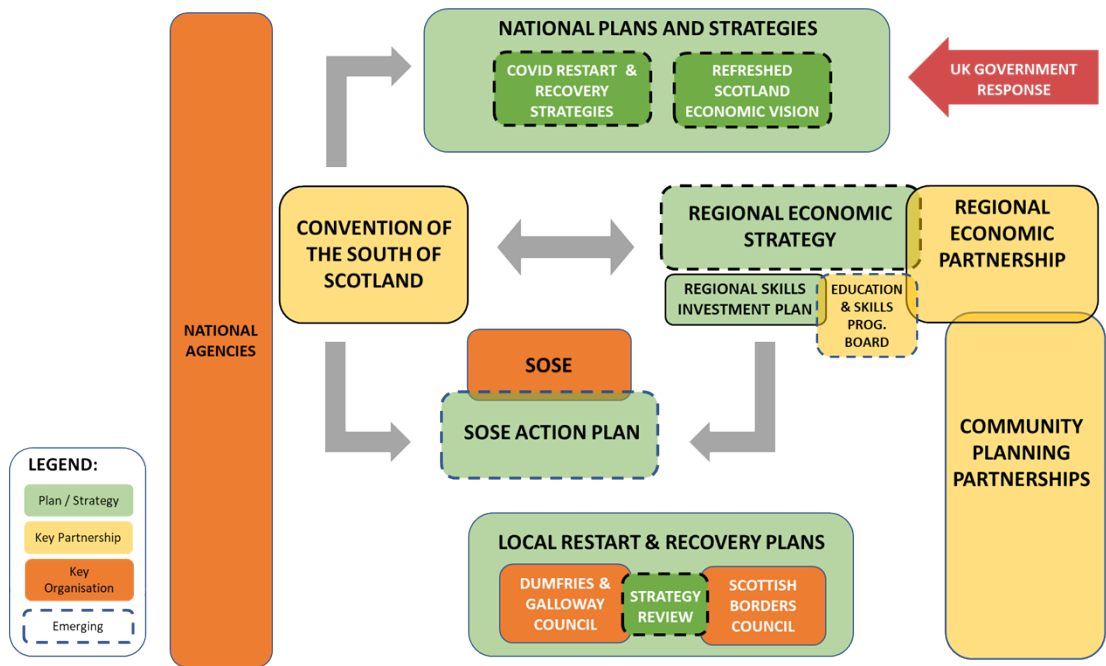 NATIONAL PLANS AND STRATEGIES
COVID RESTART &
RECOVERY
STRATEGIES
REFRESHED
SCOTLAND
ECONOMIC VISION
UK GOVERNMENT
RESPONSE
CONVENTION OF
THE SOUTH OF
SCOTLAND
REGIONAL ECONOMIC
STRATEGY
REGIONAL
ECONOMIC
PARTNERSHIP
REGIONAL SKILLS
INVESTMENT PLAN
EDUCATION
& SKILLS
PROG.
BOARD
NATIONAL
AGENCIES
SOSE
SOSE ACTION PLAN
COMMUNITY
PLANNING
PARTNERSHIPS
LEGEND:
Plan / Strategy
Key Partnership
Key
Organisation
Emerging
LOCAL RESTART & RECOVERY PLANS
DUMFRIES &
GALLOWAY
COUNCIL
STRATEGY
REVIEW
SCOTTISH
BORDERS
COUNCIL